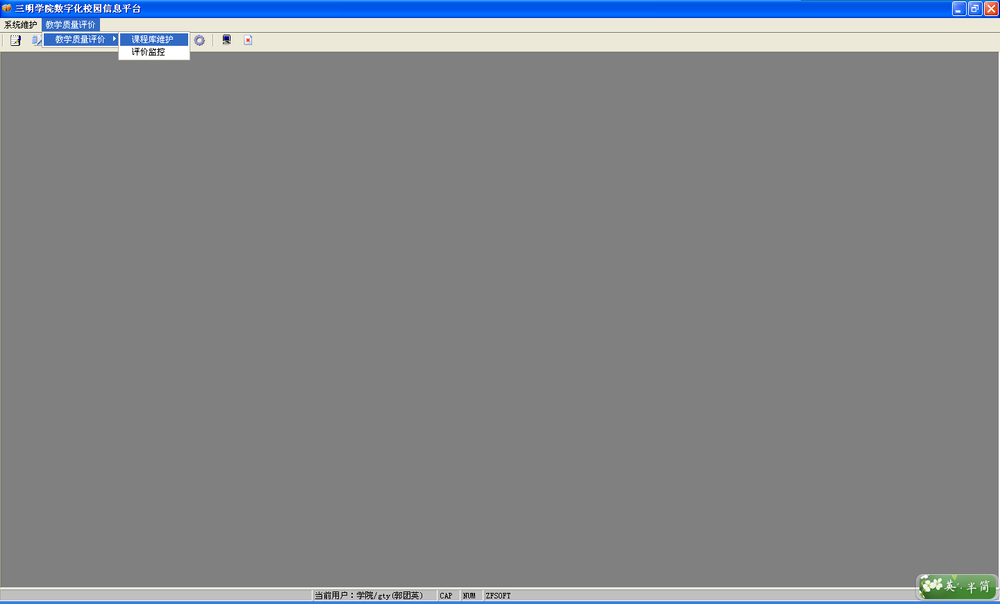 三明学院数字化校园信息平台
系统维护 教学质量评价
教学质量评价 课程库维护
评价监控
英 半 简
当前用户：学院/gty(郭团英) CAP NUM ZFSOFT